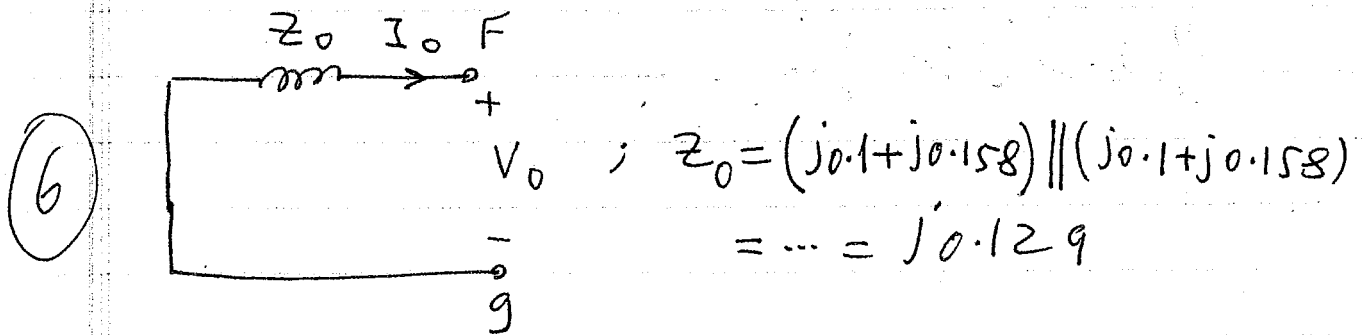 Z₀ I₀ F
+
6
V₀ ; Z₀=(j0.1+j0.158)||(j0.1+j0.158)
= ... = j0.129
-
g